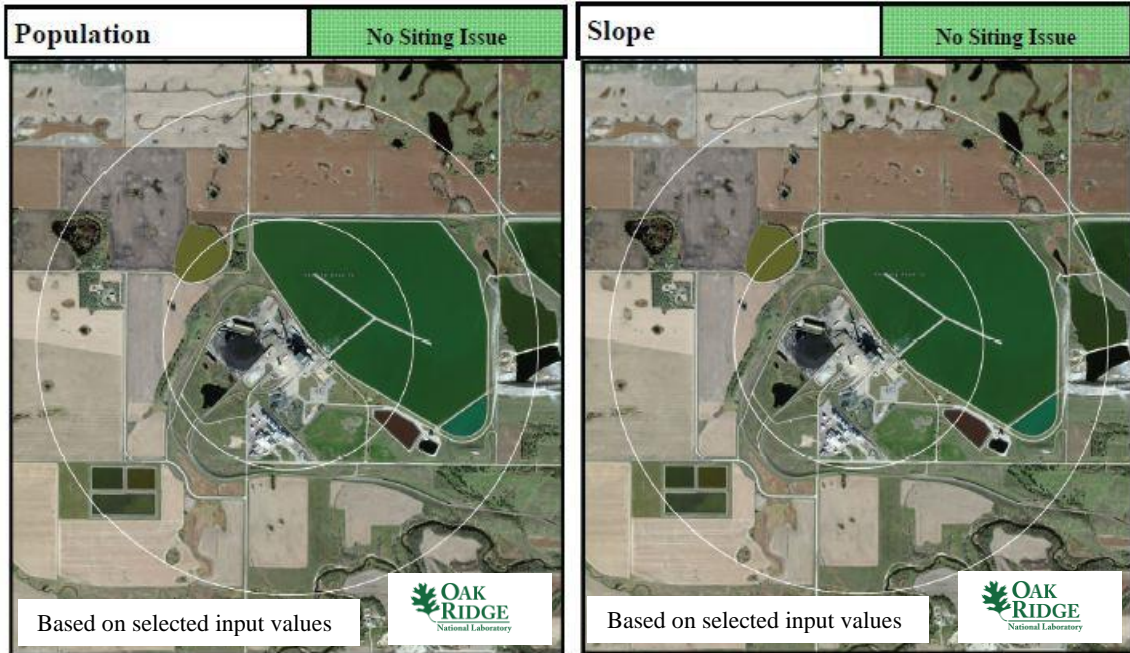 Population
No Siting Issue
Based on selected input values
OAK
RIDGE
National Laboratory
Slope
No Siting Issue
Based on selected input values
OAK
RIDGE
National Laboratory